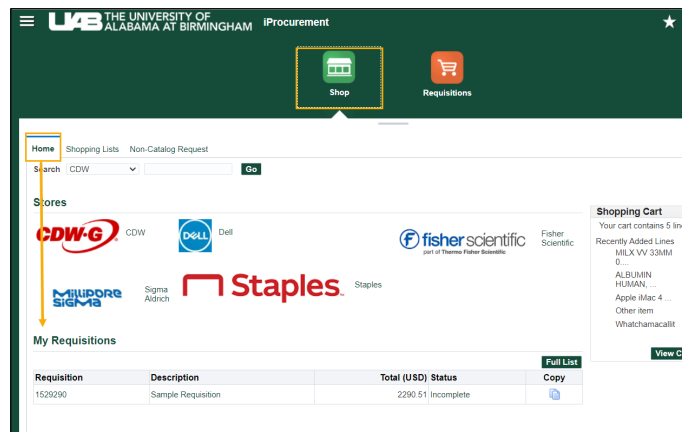 UAB THE UNIVERSITY OF
ALABAMA AT BIRMINGHAM
iProcurement
Shop
Requisitions
Home
Shopping Lists
Non-Catalog Request
Search
CDW
Go
Stores
CDW·G
CDW
DELL
Dell
fisher scientific
part of Thermo Fisher Scientific
Fisher
Scientific
MILLIPORE
SIGMA
Sigma
Aldrich
Staples
Staples
Shopping Cart
Your cart contains 5 lin
Recently Added Lines
MILX VV 33MM
0....
ALBUMIN
HUMAN, ...
Apple iMac 4 ...
Other item
Whatchamacallit
View C
My Requisitions
Full List
Requisition Description Total (USD) Status Copy
1529290 Sample Requisition 2290.51 Incomplete